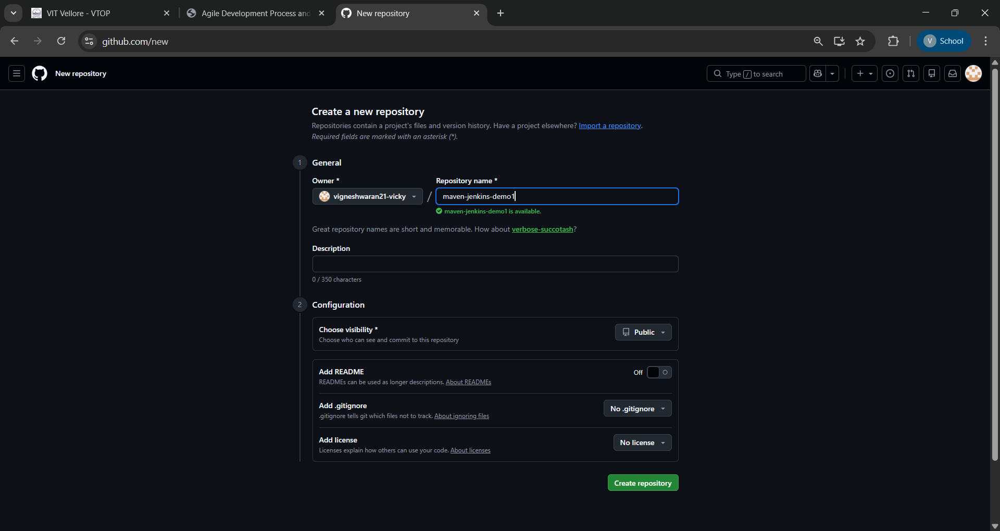 VIT Vellore - VTOP
Agile Development Process and
New repository
github.com/new
V School
New repository
Type / to search
Create a new repository
Repositories contain a project's files and version history. Have a project elsewhere? Import a repository.
Required fields are marked with an asterisk (*).
1 General
Owner *
Repository name *
vigneshwaran21-vicky / maven-jenkins-demo1
maven-jenkins-demo1 is available.
Great repository names are short and memorable. How about verbose-succotash?
Description
0 / 350 characters
2 Configuration
Choose visibility *
Choose who can see and commit to this repository
Public
Add README
READMEs can be used as longer descriptions. About READMEs
Off
Add .gitignore
.gitignore tells git which files not to track. About ignoring files
No .gitignore
Add license
Licenses explain how others can use your code. About licenses
No license
Create repository